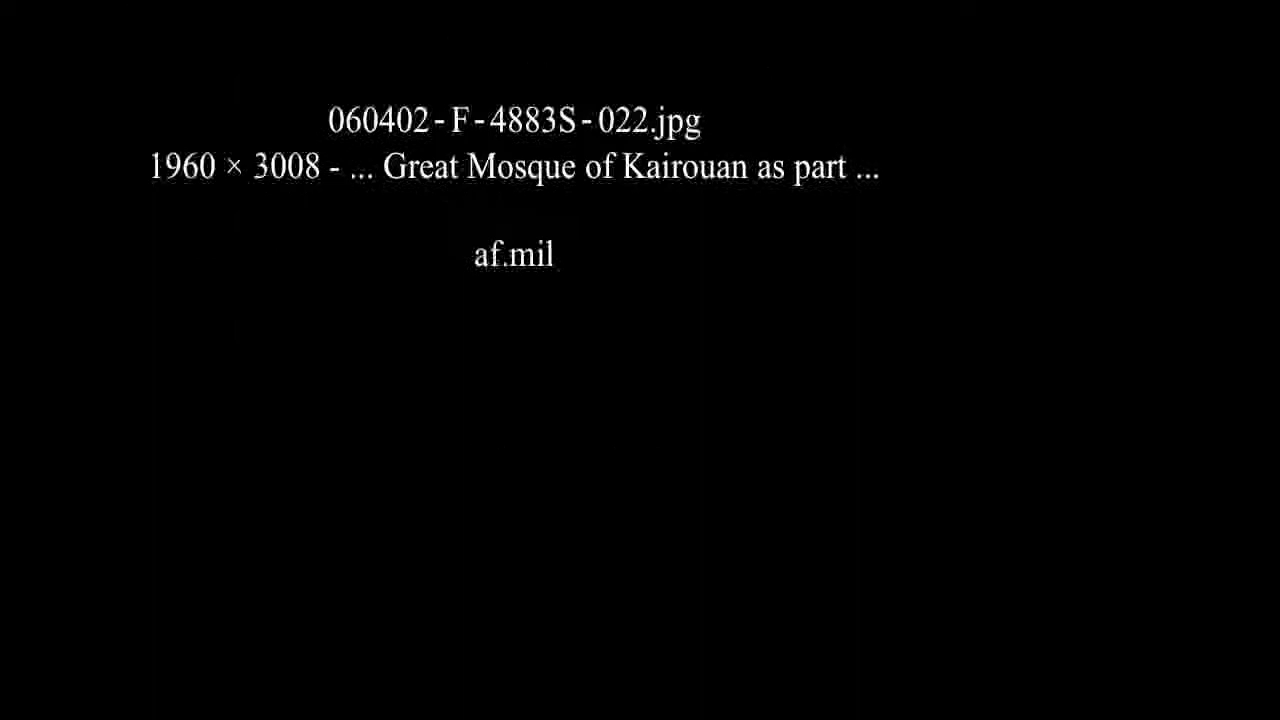 060402-F-4883S-022.jpg
1960 × 3008 - ... Great Mosque of Kairouan as part ...
af.mil